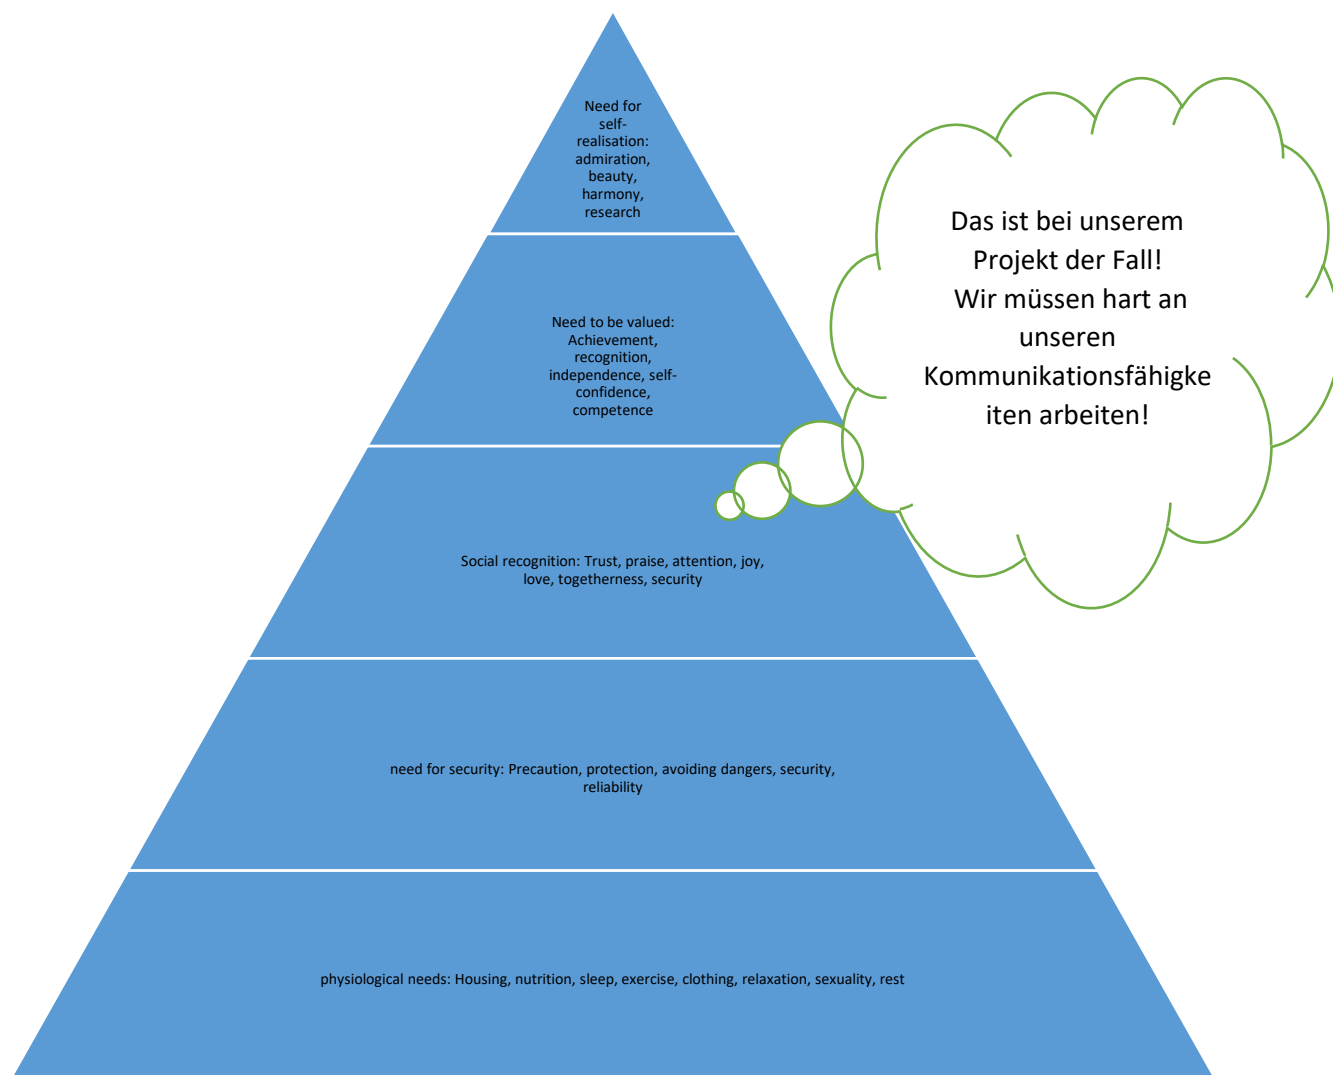 Need for
self-
realisation:
admiration,
beauty,
harmony,
research
Need to be valued:
Achievement,
recognition,
independence, self-
confidence,
competence
Das ist bei unserem
Projekt der Fall!
Wir müssen hart an
unseren
Kommunikationsfähigke
iten arbeiten!
Social recognition: Trust, praise, attention, joy,
love, togetherness, security
need for security: Precaution, protection, avoiding dangers, security,
reliability
physiological needs: Housing, nutrition, sleep, exercise, clothing, relaxation, sexuality, rest